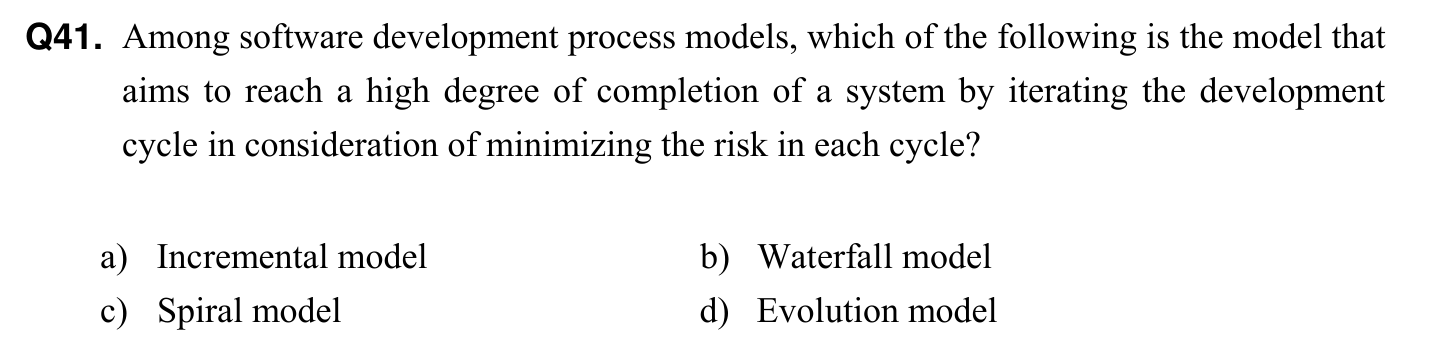 Q41. Among software development process models, which of the following is the model that
aims to reach a high degree of completion of a system by iterating the development
cycle in consideration of minimizing the risk in each cycle?
a) Incremental model b) Waterfall model
c) Spiral model d) Evolution model